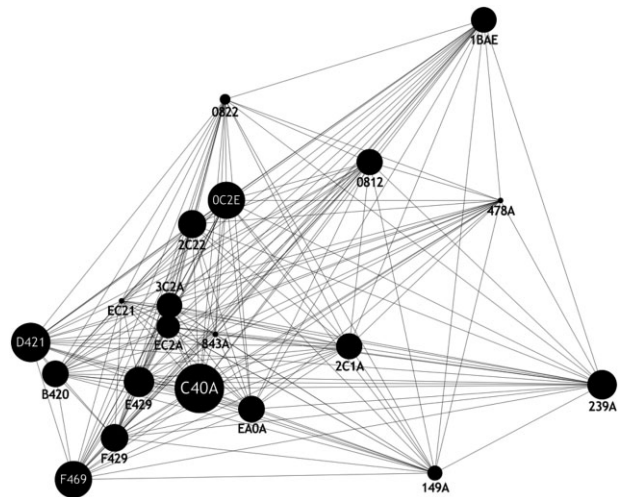 1BAE
0822
0812
0C2E
478A
2C22
3C2A
EC21
EC2A
843A
D421
2C1A
B420
E429
C40A
239A
EA0A
F429
F469
149A